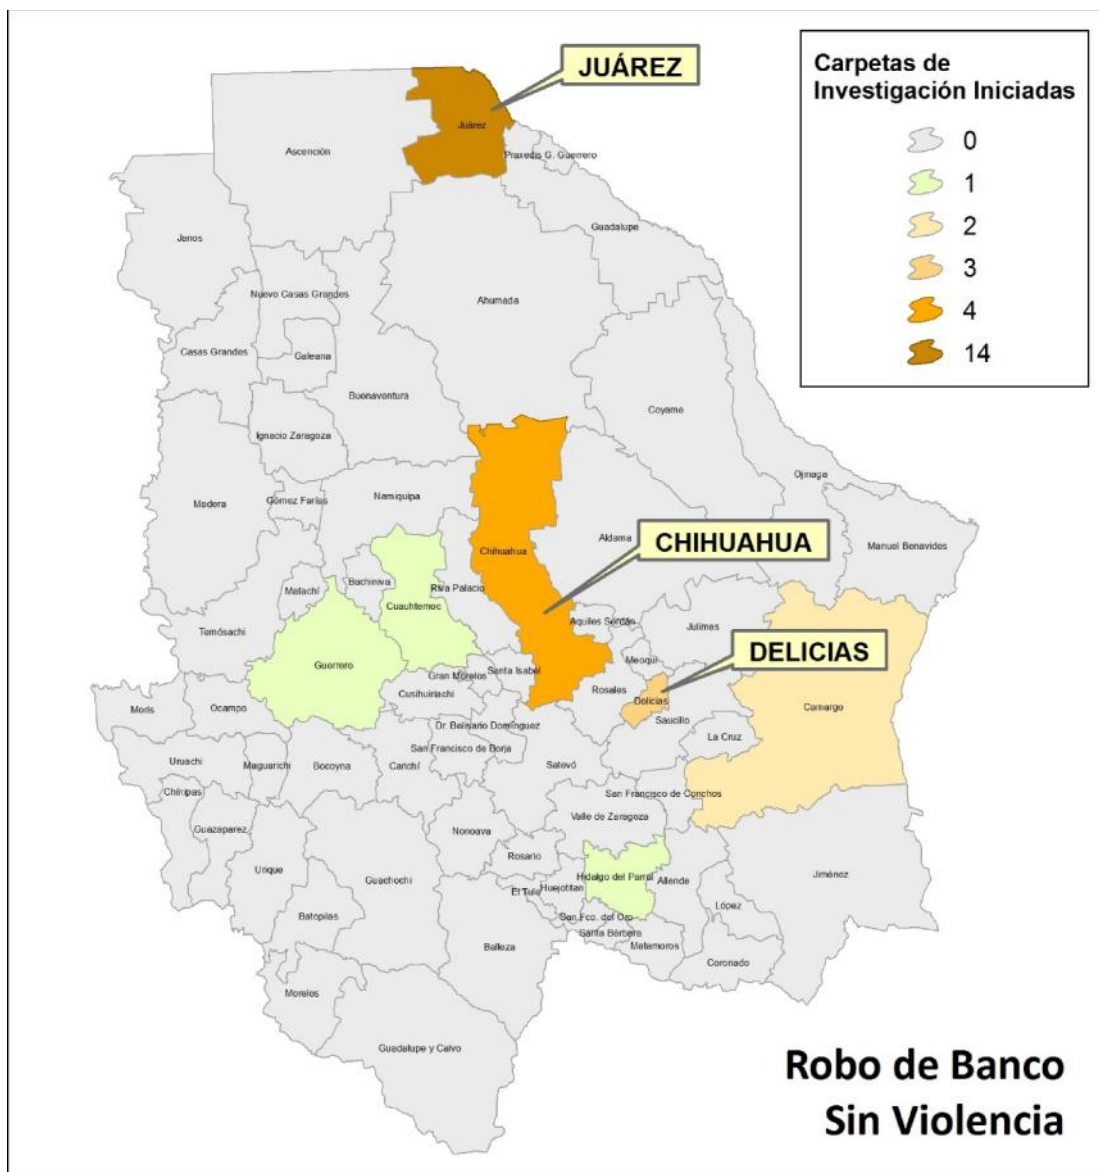 JUÁREZ
Carpetas de
Investigación Iniciadas
0
1
2
3
4
14
Juárez
Ascención
Praxedis G. Guerrero
Guadalupe
Janos
Nuevo Casas Grandes
Ahumada
Casas Grandes
Galeana
Buenaventura
Coyame
Ignacio Zaragoza
Ojinaga
Madera
Gómez Farías
Namiquipa
Aldama
CHIHUAHUA
Manuel Benavides
Chihuahua
Bachiniva
Matachí
Riva Palacio
Cuauhtemoc
Aquiles Serdán
Julimes
Temósachi
DELICIAS
Guerrero
Meoqui
Santa Isabel
Gran Morelos
Cusihuiriachi
Rosales
Delicias
Moris
Ocampo
Camargo
Saucillo
Dr. Belisario Domínguez
La Cruz
San Francisco de Borja
Uruachi
Maguarichi
Bocoyna
Carichí
Satevó
Chínipas
San Francisco de Conchos
Valle de Zaragoza
Guazaparez
Nonoava
Rosario
Urique
Guachochi
Hidalgo del Parral
Allende
Jiménez
El Tule
Huejotitan
López
Batopilas
San Fco. del Oro
Santa Bárbara
Matamoros
Balleza
Coronado
Morelos
Guadalupe y Calvo
Robo de Banco
Sin Violencia